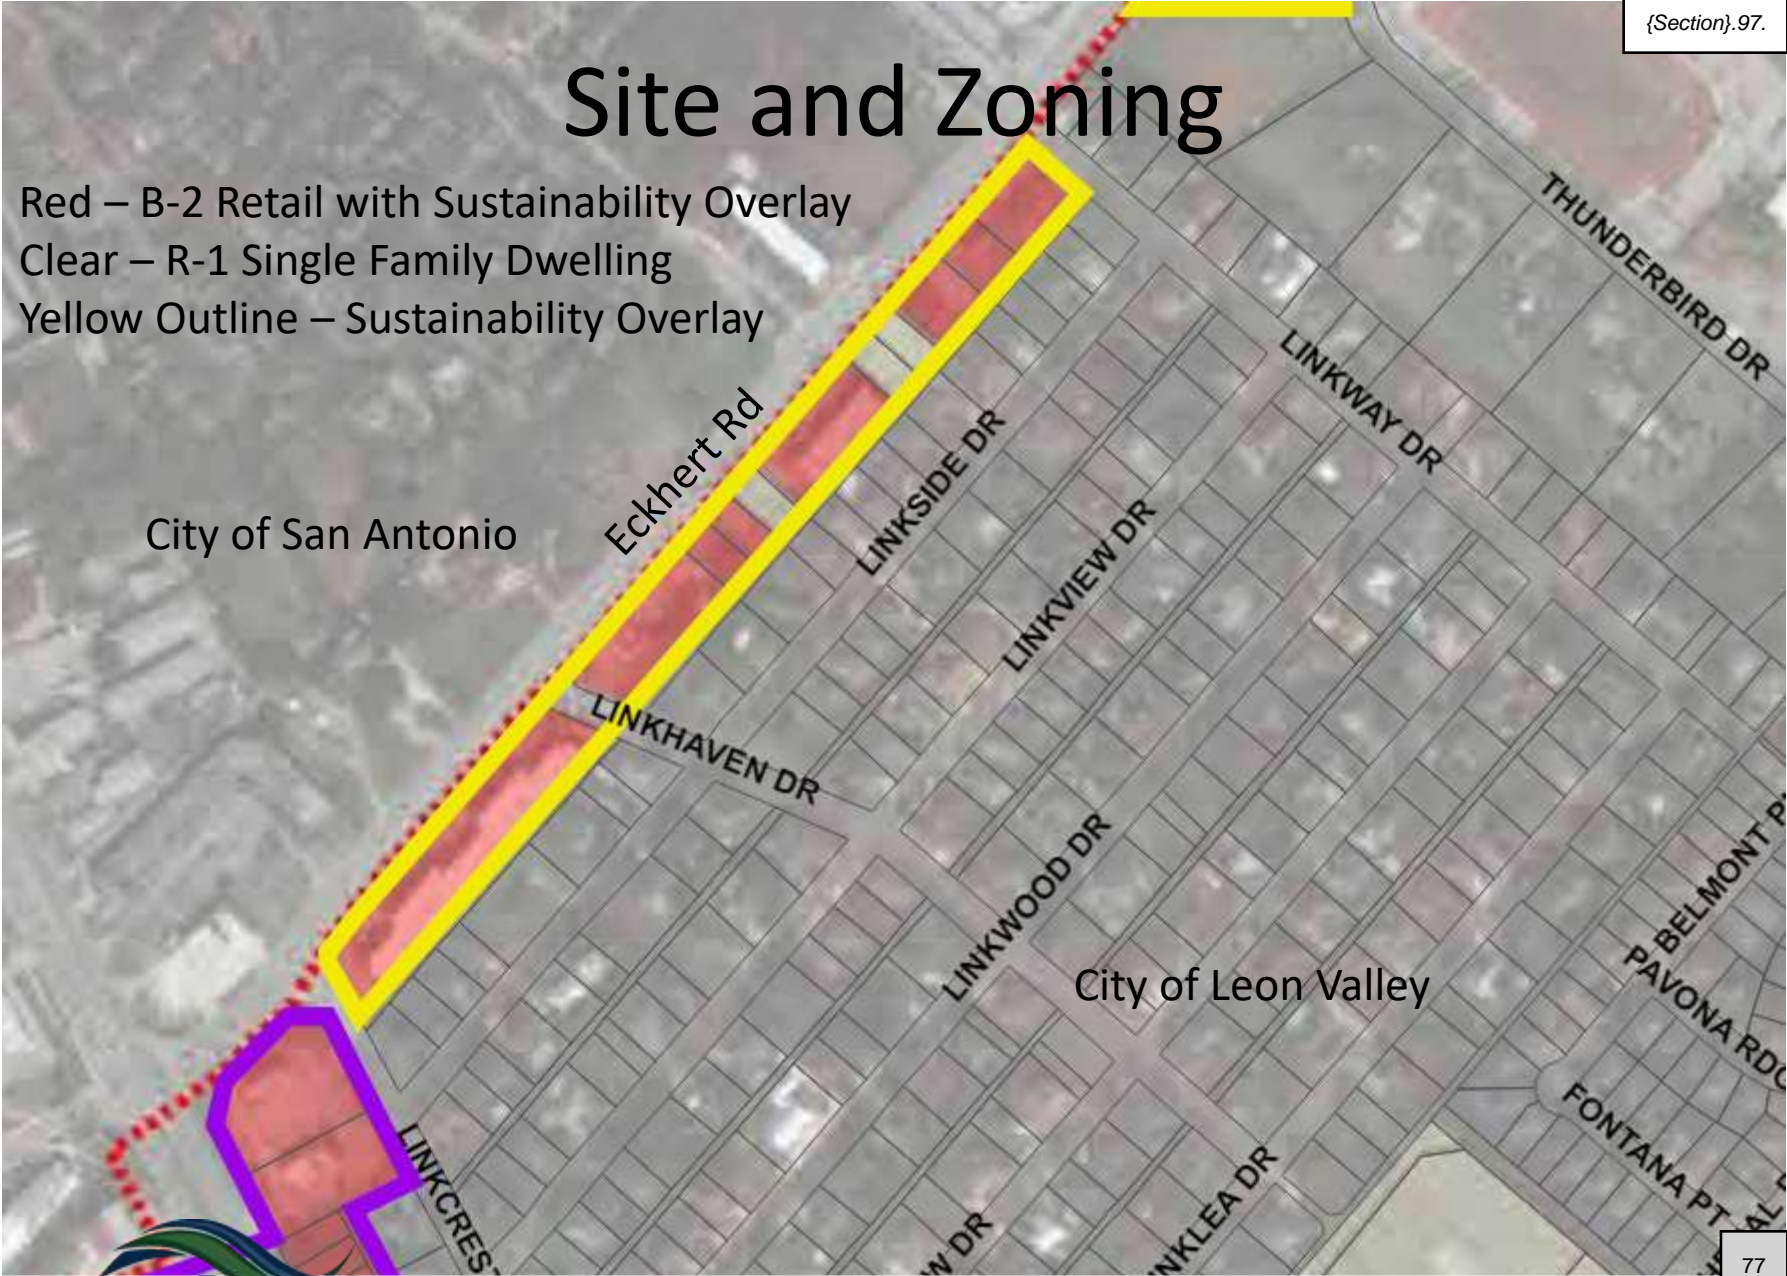 {Section}.97.
Site and Zoning
Red – B-2 Retail with Sustainability Overlay
Clear – R-1 Single Family Dwelling
Yellow Outline – Sustainability Overlay
THUNDERBIRD DR
LINKWAY DR
Eckhert Rd
LINKSIDE DR
City of San Antonio
LINKVIEW DR
LINKHAVEN DR
LINKWOOD DR
BELMONT
PAVONA
City of Leon Valley
FONTANA PT
LINKCREST
W DR
NKLEA DR
77